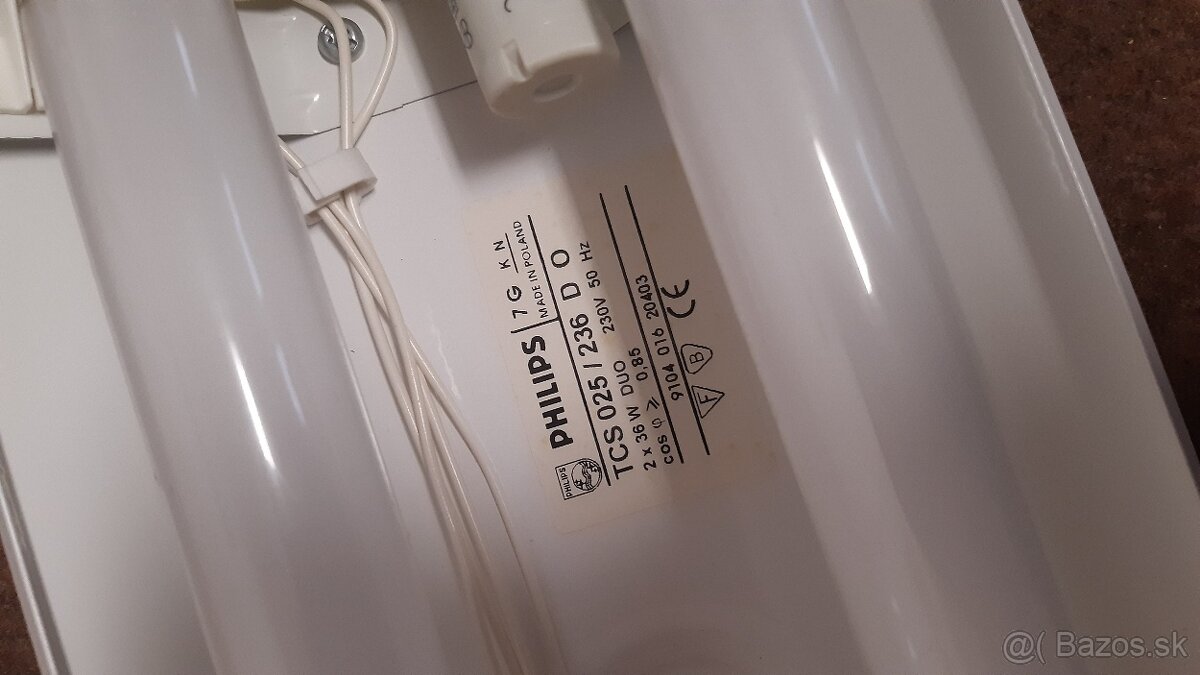 PHILIPS
PHILIPS 7 G K N
MADE IN POLAND
TCS 025 / 236 D O
2 x 36 W DUO 230V 50 Hz
cos φ ⩾ 0.85
9104 016 20403
F B CE
@( Bazos.sk